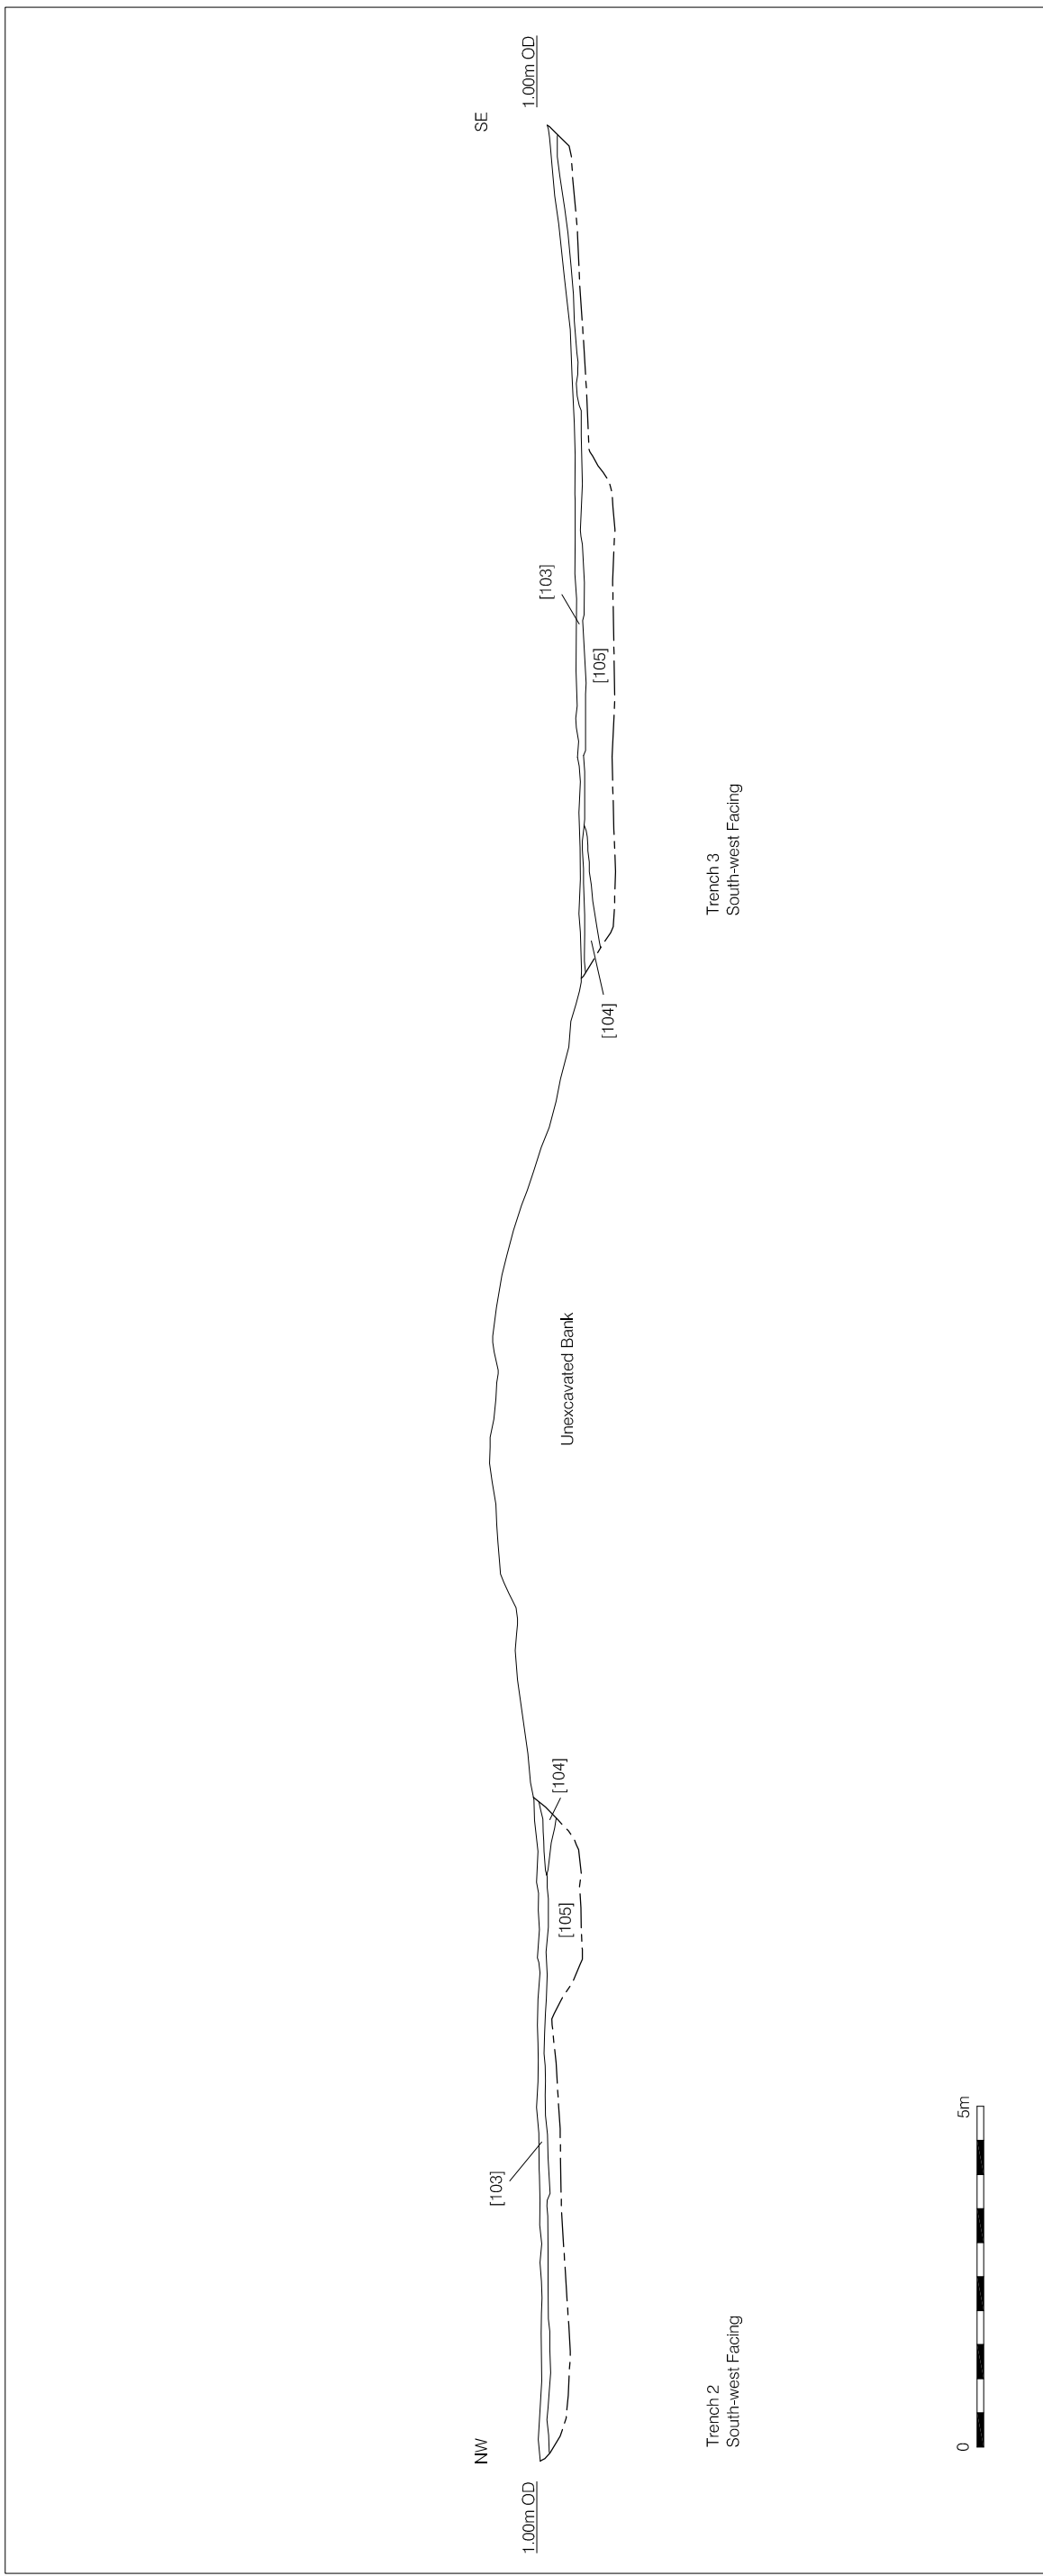 NW
SE
1.00m OD
1.00m OD
[103]
[103]
[104]
[105]
Unexcavated Bank
[105]
[104]
Trench 2
South-west Facing
Trench 3
South-west Facing
0
5m